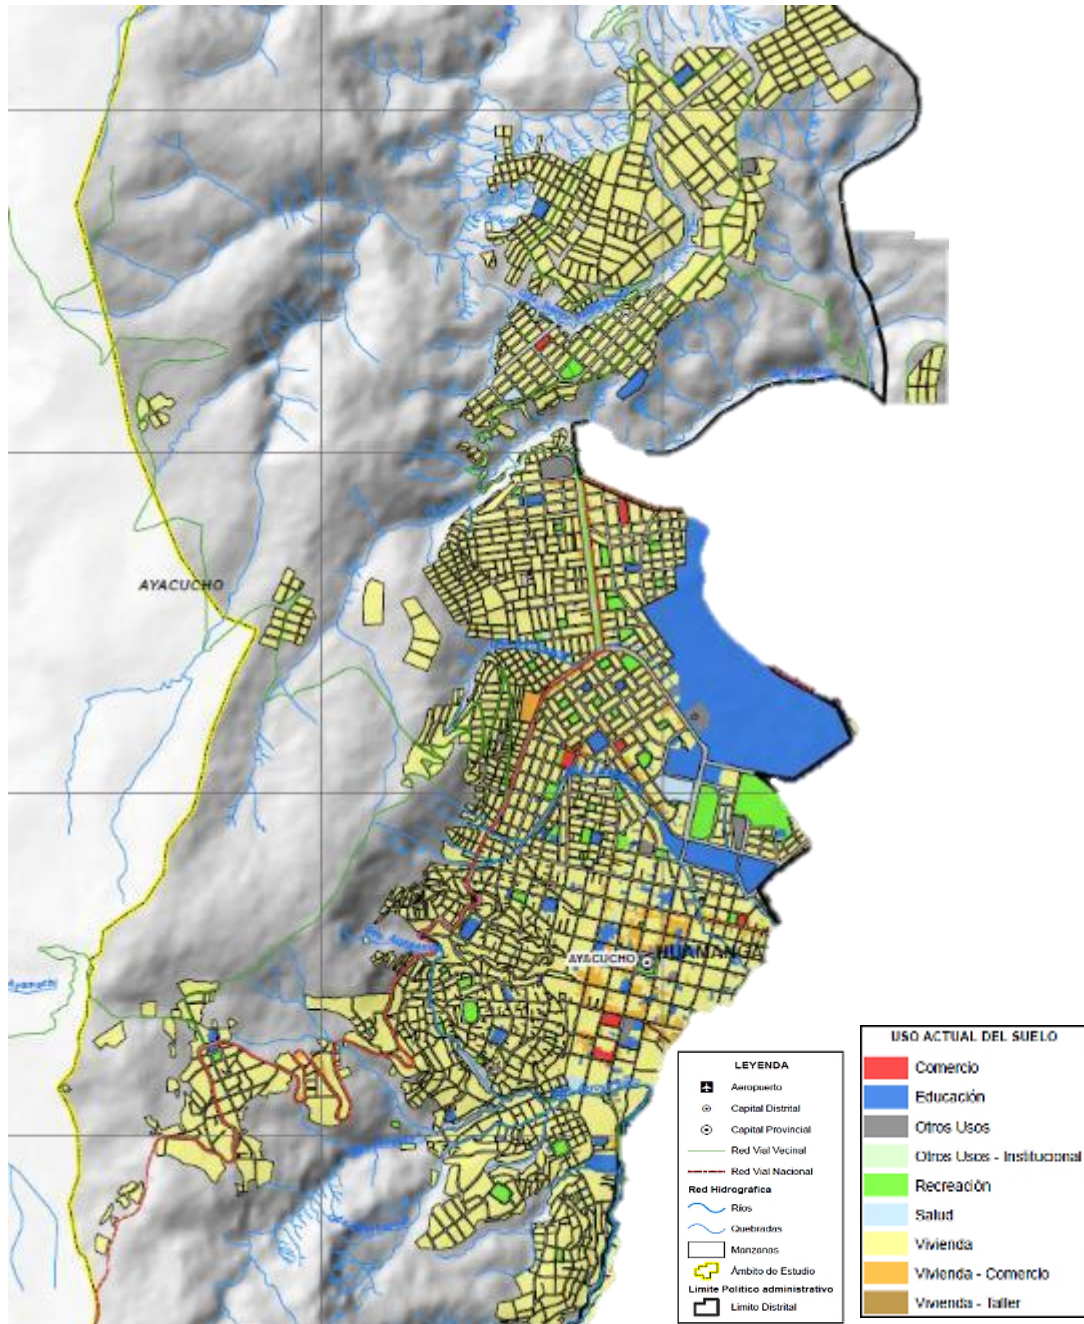 AYACUCHO
AYACUCHO
HUAMANGA
LEYENDA
Aeropuerto
Capital Distrital
Capital Provincial
Red Vial Vecinal
Red Vial Nacional
Red Hidrográfica
Ríos
Quebradas
Manzanas
Ámbito de Estudio
Limite Político administrativo
Limito Distrital
USO ACTUAL DEL SUELO
Comercio
Educación
Otros Usos
Otros Usos - Institucional
Recreación
Salud
Vivienda
Vivienda - Comercio
Vivienda - Taller